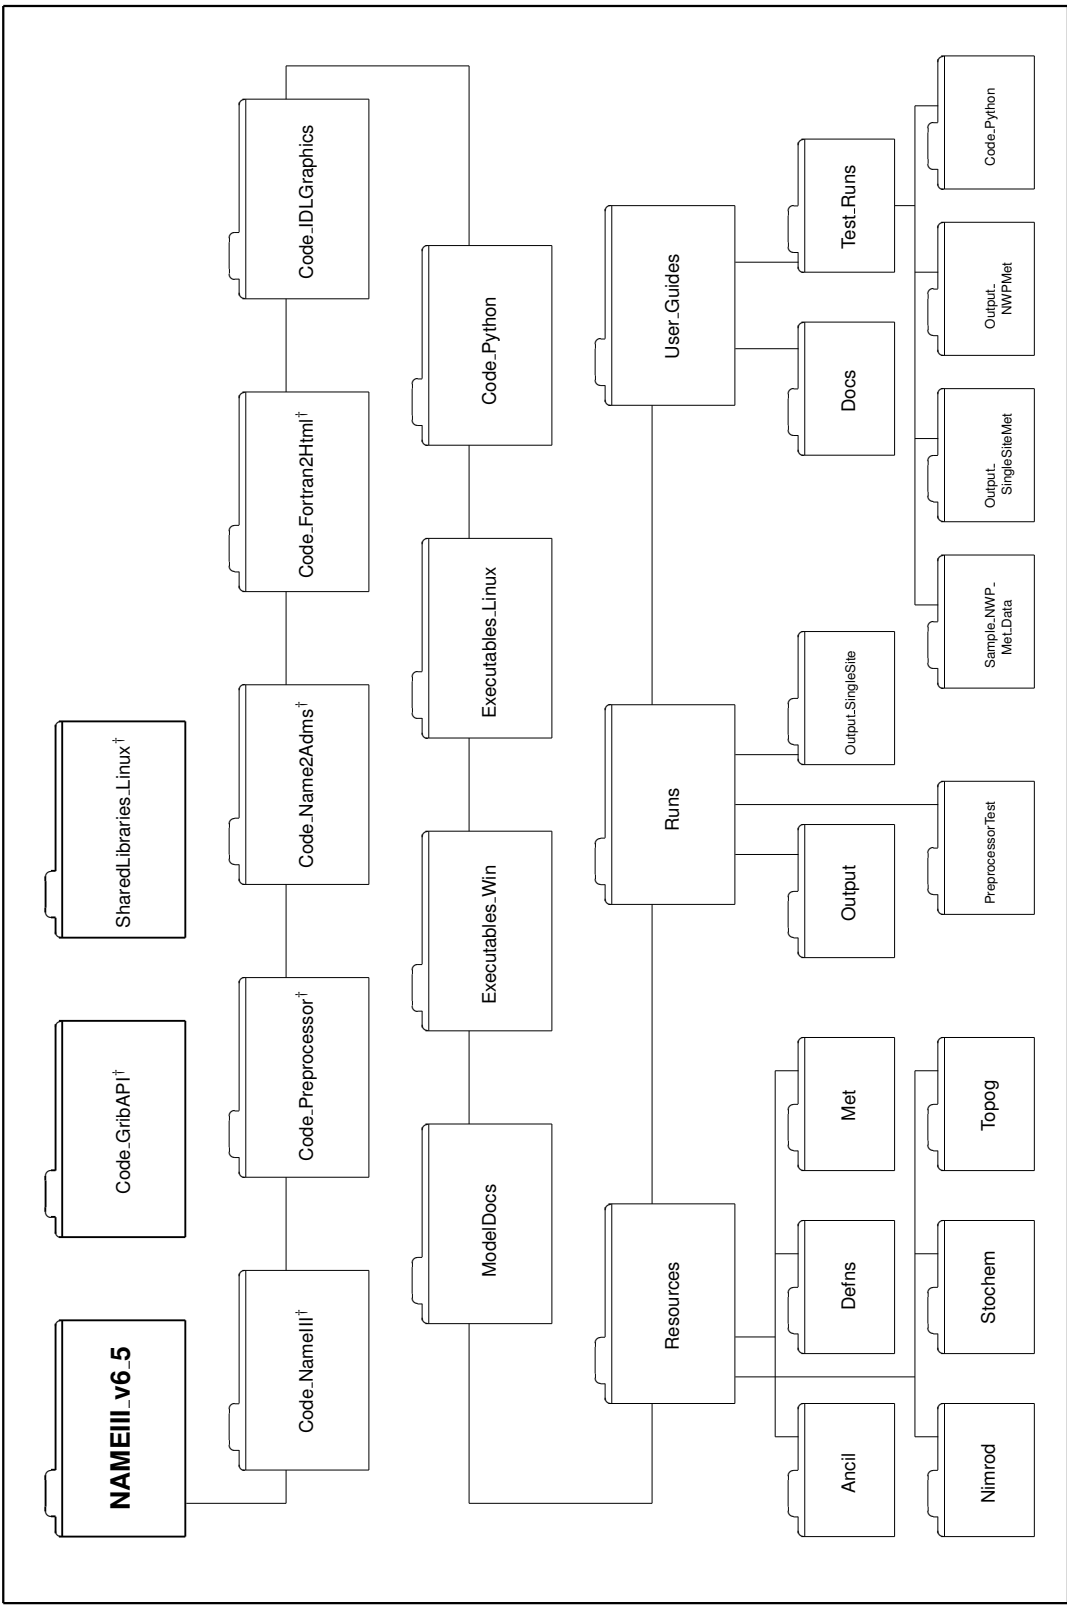 NAMEIII_v6_5
Code_GribAPI†
SharedLibraries_Linux†
Code_NameIII†
Code_Preprocessor†
Code_Name2Adms†
Code_Fortran2Html†
Code_IDLGraphics
ModelDocs
Executables_Win
Executables_Linux
Code_Python
Resources
Runs
User_Guides
Ancil
Defns
Met
Output
Output_SingleSite
Docs
Test_Runs
Nimrod
Stochem
Topog
PreprocessorTest
Sample_NWP_
Met_Data
Output_
SingleSiteMet
Output_
NWPMet
Code_Python